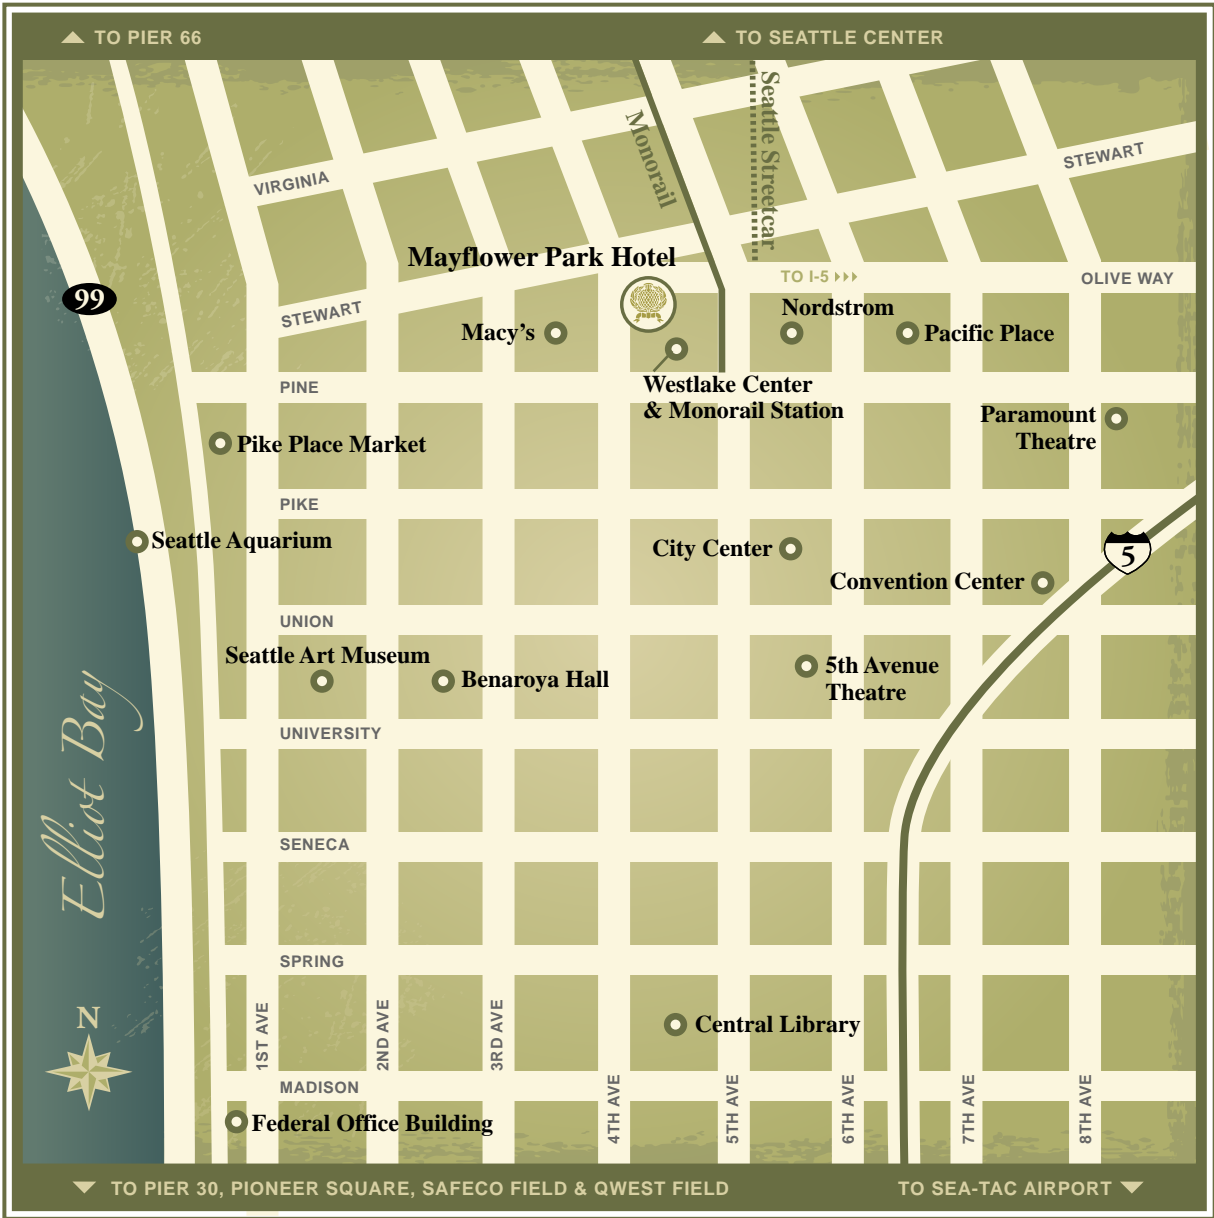 TO PIER 66
TO SEATTLE CENTER
Seattle Streetcar
Monorail
STEWART
VIRGINIA
Mayflower Park Hotel
TO I-5
OLIVE WAY
99
STEWART
Nordstrom
Macy's
Pacific Place
PINE
Westlake Center
& Monorail Station
Paramount
Theatre
Pike Place Market
PIKE
Seattle Aquarium
City Center
5
Convention Center
UNION
Seattle Art Museum
Benaroya Hall
5th Avenue
Theatre
UNIVERSITY
Elliot Bay
SENECA
SPRING
N
1ST AVE
2ND AVE
3RD AVE
Central Library
MADISON
4TH AVE
5TH AVE
6TH AVE
7TH AVE
8TH AVE
Federal Office Building
TO PIER 30, PIONEER SQUARE, SAFECO FIELD & QWEST FIELD
TO SEA-TAC AIRPORT